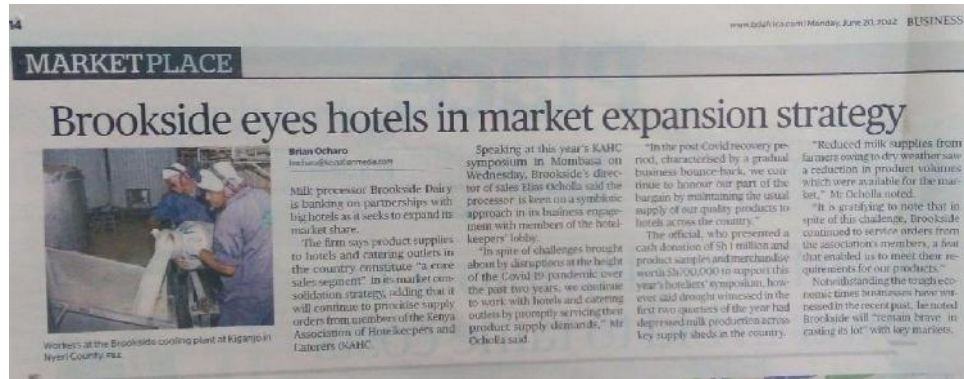 14
www.bdafrica.com | Monday, June 20, 2022 BUSINESS
MARKETPLACE
Brookside eyes hotels in market expansion strategy
Workers at the Brookside cooling plant at Kiganjo in
Nyeri County. FILE
Brian Ocharo
Milk processor Brookside Dairy
is banking on partnerships with
big hotels as it seeks to expand its
market share.
The firm says product supplies
to hotels and catering outlets in
the country constitute “a core
sales segment” in its market con-
solidation strategy, adding that it
will continue to prioritise supply
orders from members of the Kenya
Association of Hotelkeepers and
Caterers (KAHC.
Speaking at this year's KAHC
symposium in Mombasa on
Wednesday, Brookside's direc-
tor of sales Elias Ocholla said the
processor is keen on a symbiotic
approach in its business engage-
ment with members of the hotel-
keepers' lobby.
“In spite of challenges brought
about by disruptions at the height
of the Covid 19 pandemic over
the past two years, we continue
to work with hotels and catering
outlets by promptly servicing their
product supply demands,” Mr
Ocholla said.
“In the post Covid recovery pe-
riod, characterised by a gradual
business bounce-back, we con-
tinue to honour our part of the
bargain by maintaining the usual
supply of our quality products to
hotels across the country.”
The official, who presented a
cash donation of Sh1 million and
product samples and merchandise
worth Sh700,000 to support this
year's hoteliers' symposium, how-
ever said drought witnessed in the
first two quarters of the year had
depressed milk production across
key supply sheds in the country.
“Reduced milk supplies from
farmers owing to dry weather saw
a reduction in product volumes
which were available for the mar-
ket,” Mr Ocholla noted.
“It is gratifying to note that in
spite of this challenge, Brookside
continued to service orders from
the association's members, a feat
that enabled us to meet their re-
quirements for our products.”
Notwithstanding the tough eco-
nomic times businesses have wit-
nessed in the recent past, he noted
Brookside will “remain brave in
casting its lot” with key markets.